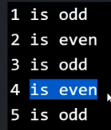 1 is odd
2 is even
3 is odd
4 is even
5 is odd